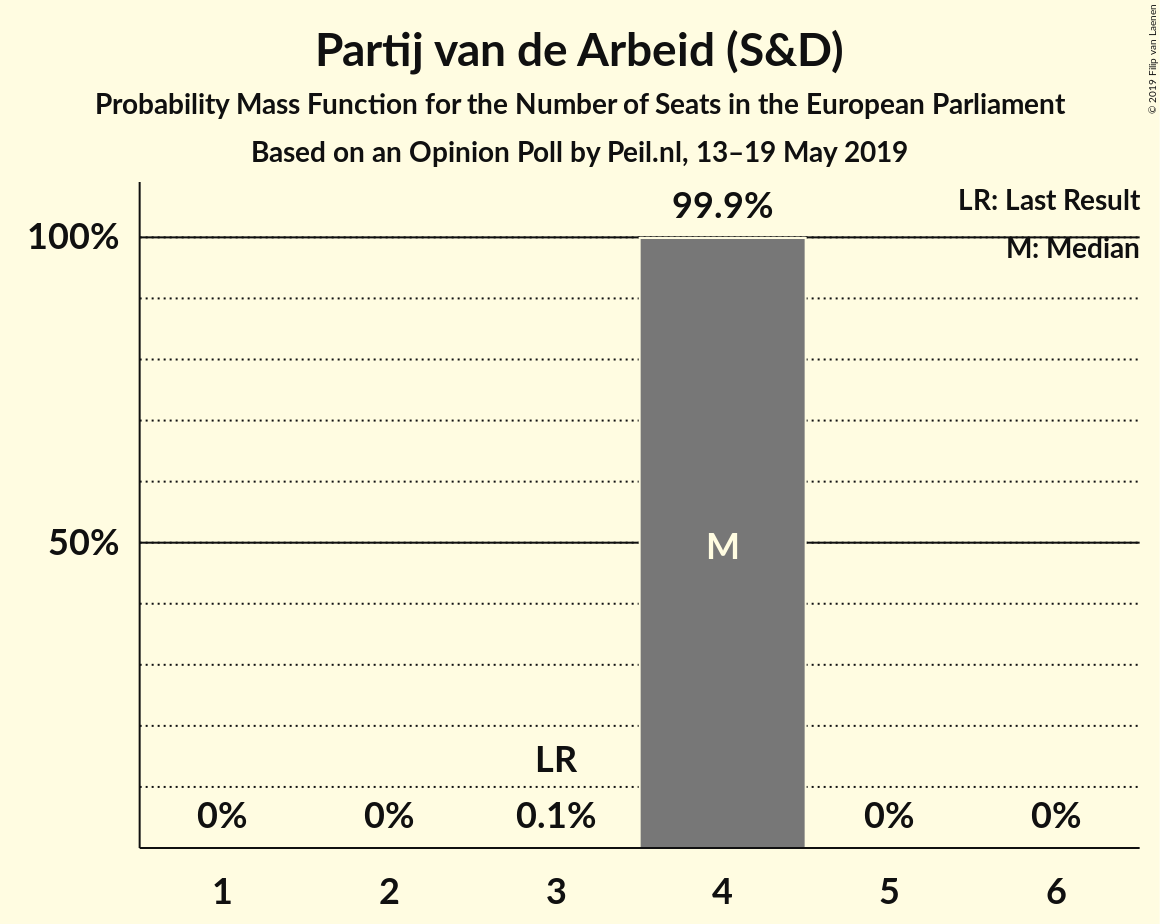 Partij van de Arbeid (S&D)
Probability Mass Function for the Number of Seats in the European Parliament
Based on an Opinion Poll by Peil.nl, 13–19 May 2019
© 2019 Filip van Laenen
LR: Last Result
M: Median
99.9%
100%
50%
M
LR
0% 0% 0.1% 0% 0%
1 2 3 4 5 6